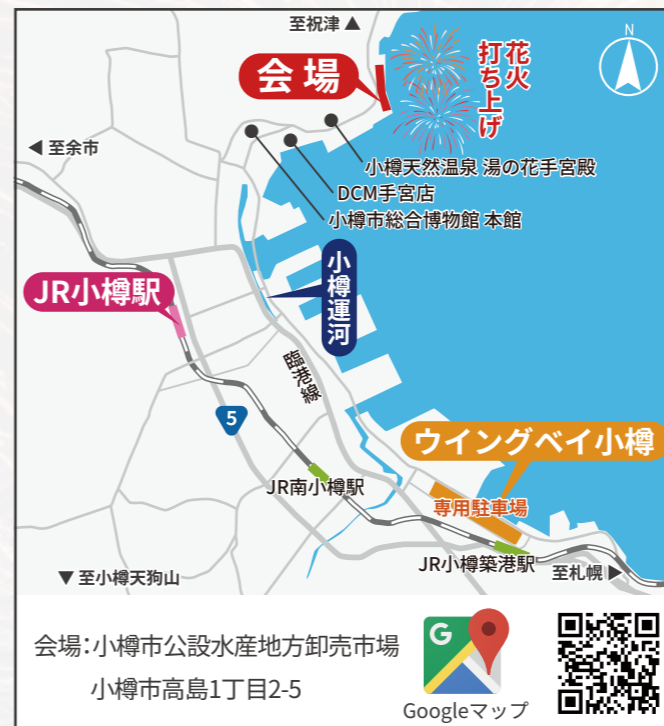 至祝津▲
N
花火
打ち上げ
会場
◀至余市
小樽天然温泉 湯の花手宮殿
DCM手宮店
小樽市総合博物館 本館
小樽運河
JR小樽駅
臨港線
5
ウイングベイ小樽
専用駐車場
JR南小樽駅
JR小樽築港駅
至札幌▶
▼至小樽天狗山
会場:小樽市公設水産地方卸売市場
小樽市高島1丁目2-5
G
Googleマップ